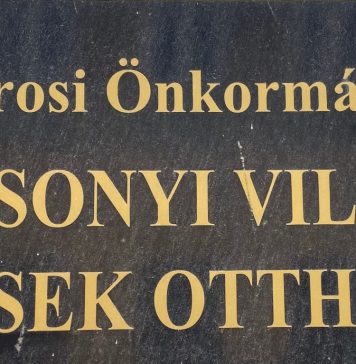 rosi Önkormá
SONYI VIL
SEK OTTH